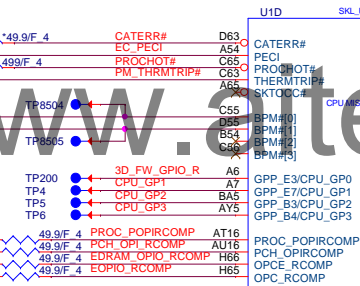 U1D
SKL_U
*49.9/F_4 CATERR# D63 CATERR#
EC_PECI A54 PECI
499/F_4 PROCHOT# C65 PROCHOT#
PM_THRMTRIP# C63 THERMTRIP#
A65 SKTOCC#
CPU MIS
TP8504 C55 BPM#[0]
D55 BPM#[1]
B54 BPM#[2]
TP8505 C56 BPM#[3]
TP200 3D_FW_GPIO_R A6 GPP_E3/CPU_GP0
TP4 CPU_GP1 A7 GPP_E7/CPU_GP1
TP5 CPU_GP2 BA5 GPP_B3/CPU_GP2
TP6 CPU_GP3 AY5 GPP_B4/CPU_GP3
49.9/F_4 PROC_POPIRCOMP AT16 PROC_POPIRCOMP
49.9/F_4 PCH_OPI_RCOMP AU16 PCH_OPIRCOMP
49.9/F_4 EDRAM_OPIO_RCOMP H66 OPCE_RCOMP
49.9/F_4 EOPIO_RCOMP H65 OPC_RCOMP
ww.aite